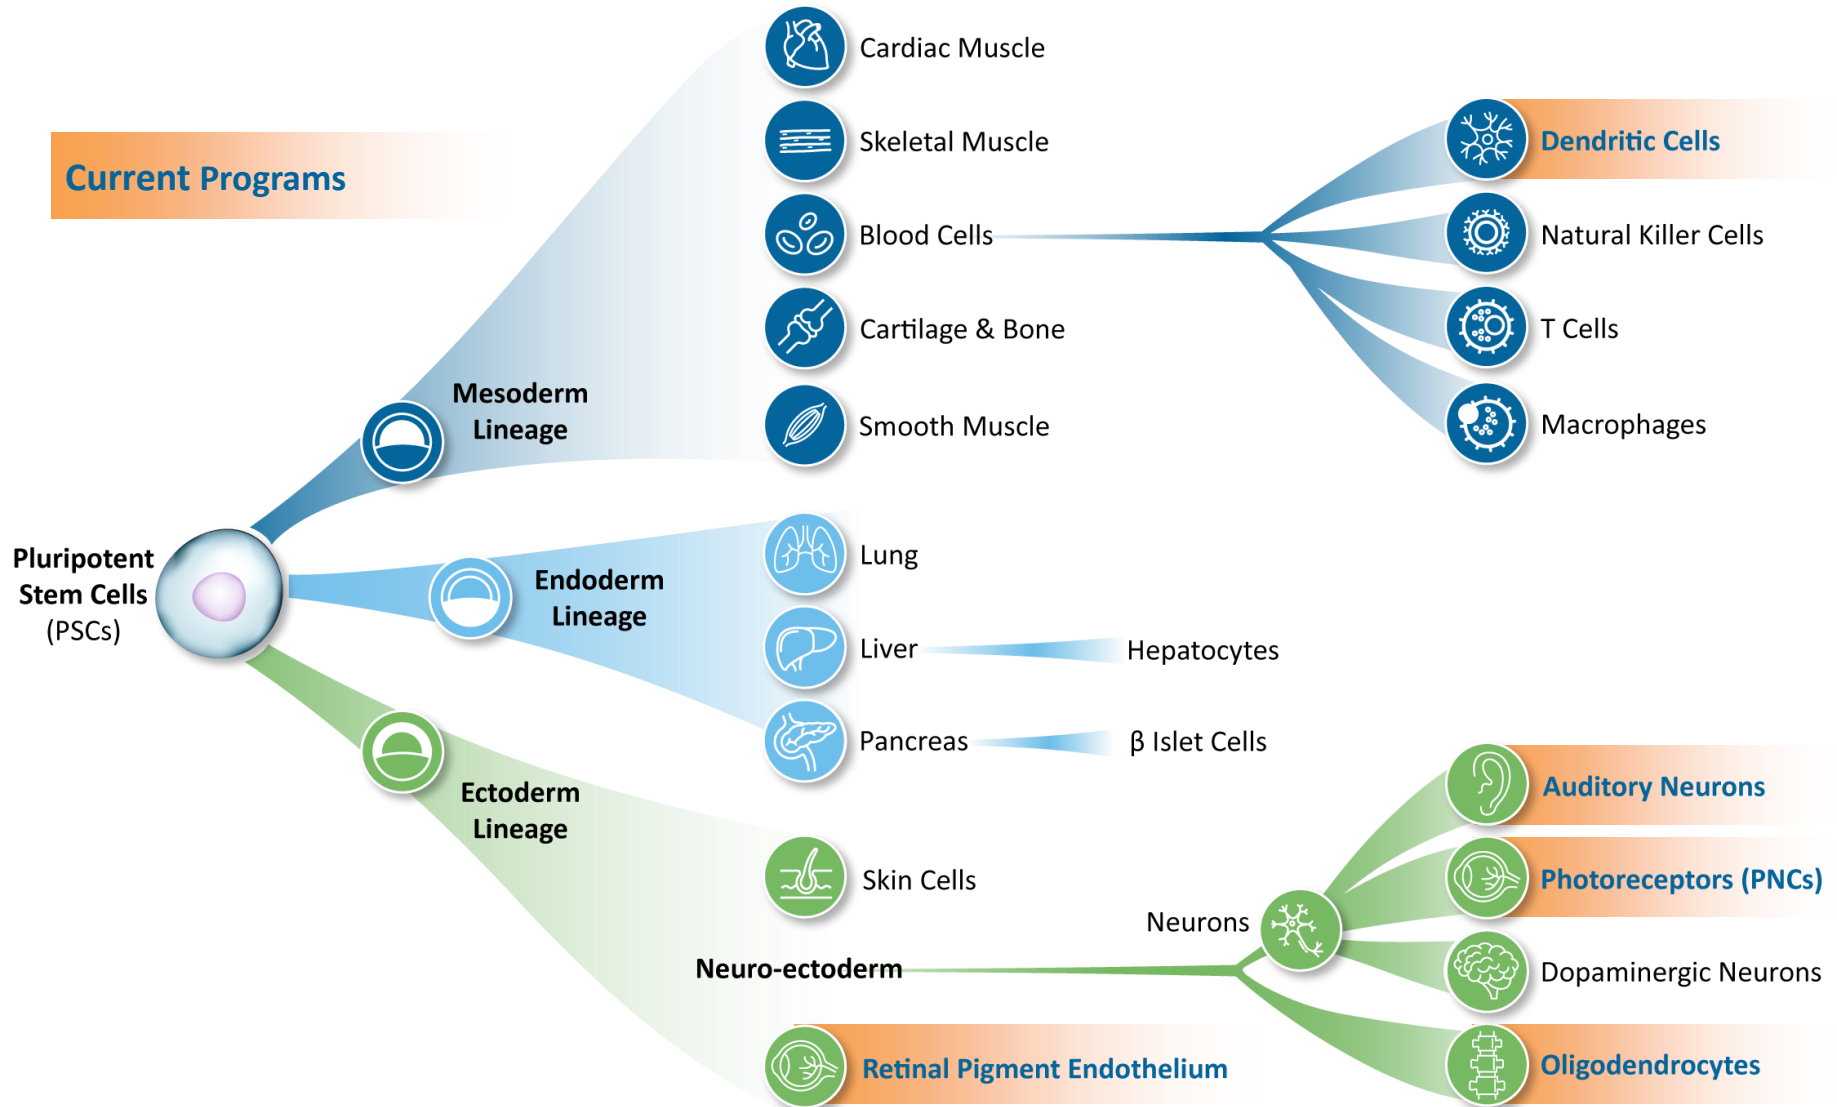 Current Programs
Cardiac Muscle
Skeletal Muscle
Blood Cells
Cartilage & Bone
Smooth Muscle
Dendritic Cells
Natural Killer Cells
T Cells
Macrophages
Mesoderm
Lineage
Pluripotent
Stem Cells
(PSCs)
Endoderm
Lineage
Lung
Liver
Hepatocytes
Pancreas
β Islet Cells
Ectoderm
Lineage
Skin Cells
Neuro-ectoderm
Retinal Pigment Endothelium
Neurons
Auditory Neurons
Photoreceptors (PNCs)
Dopaminergic Neurons
Oligodendrocytes